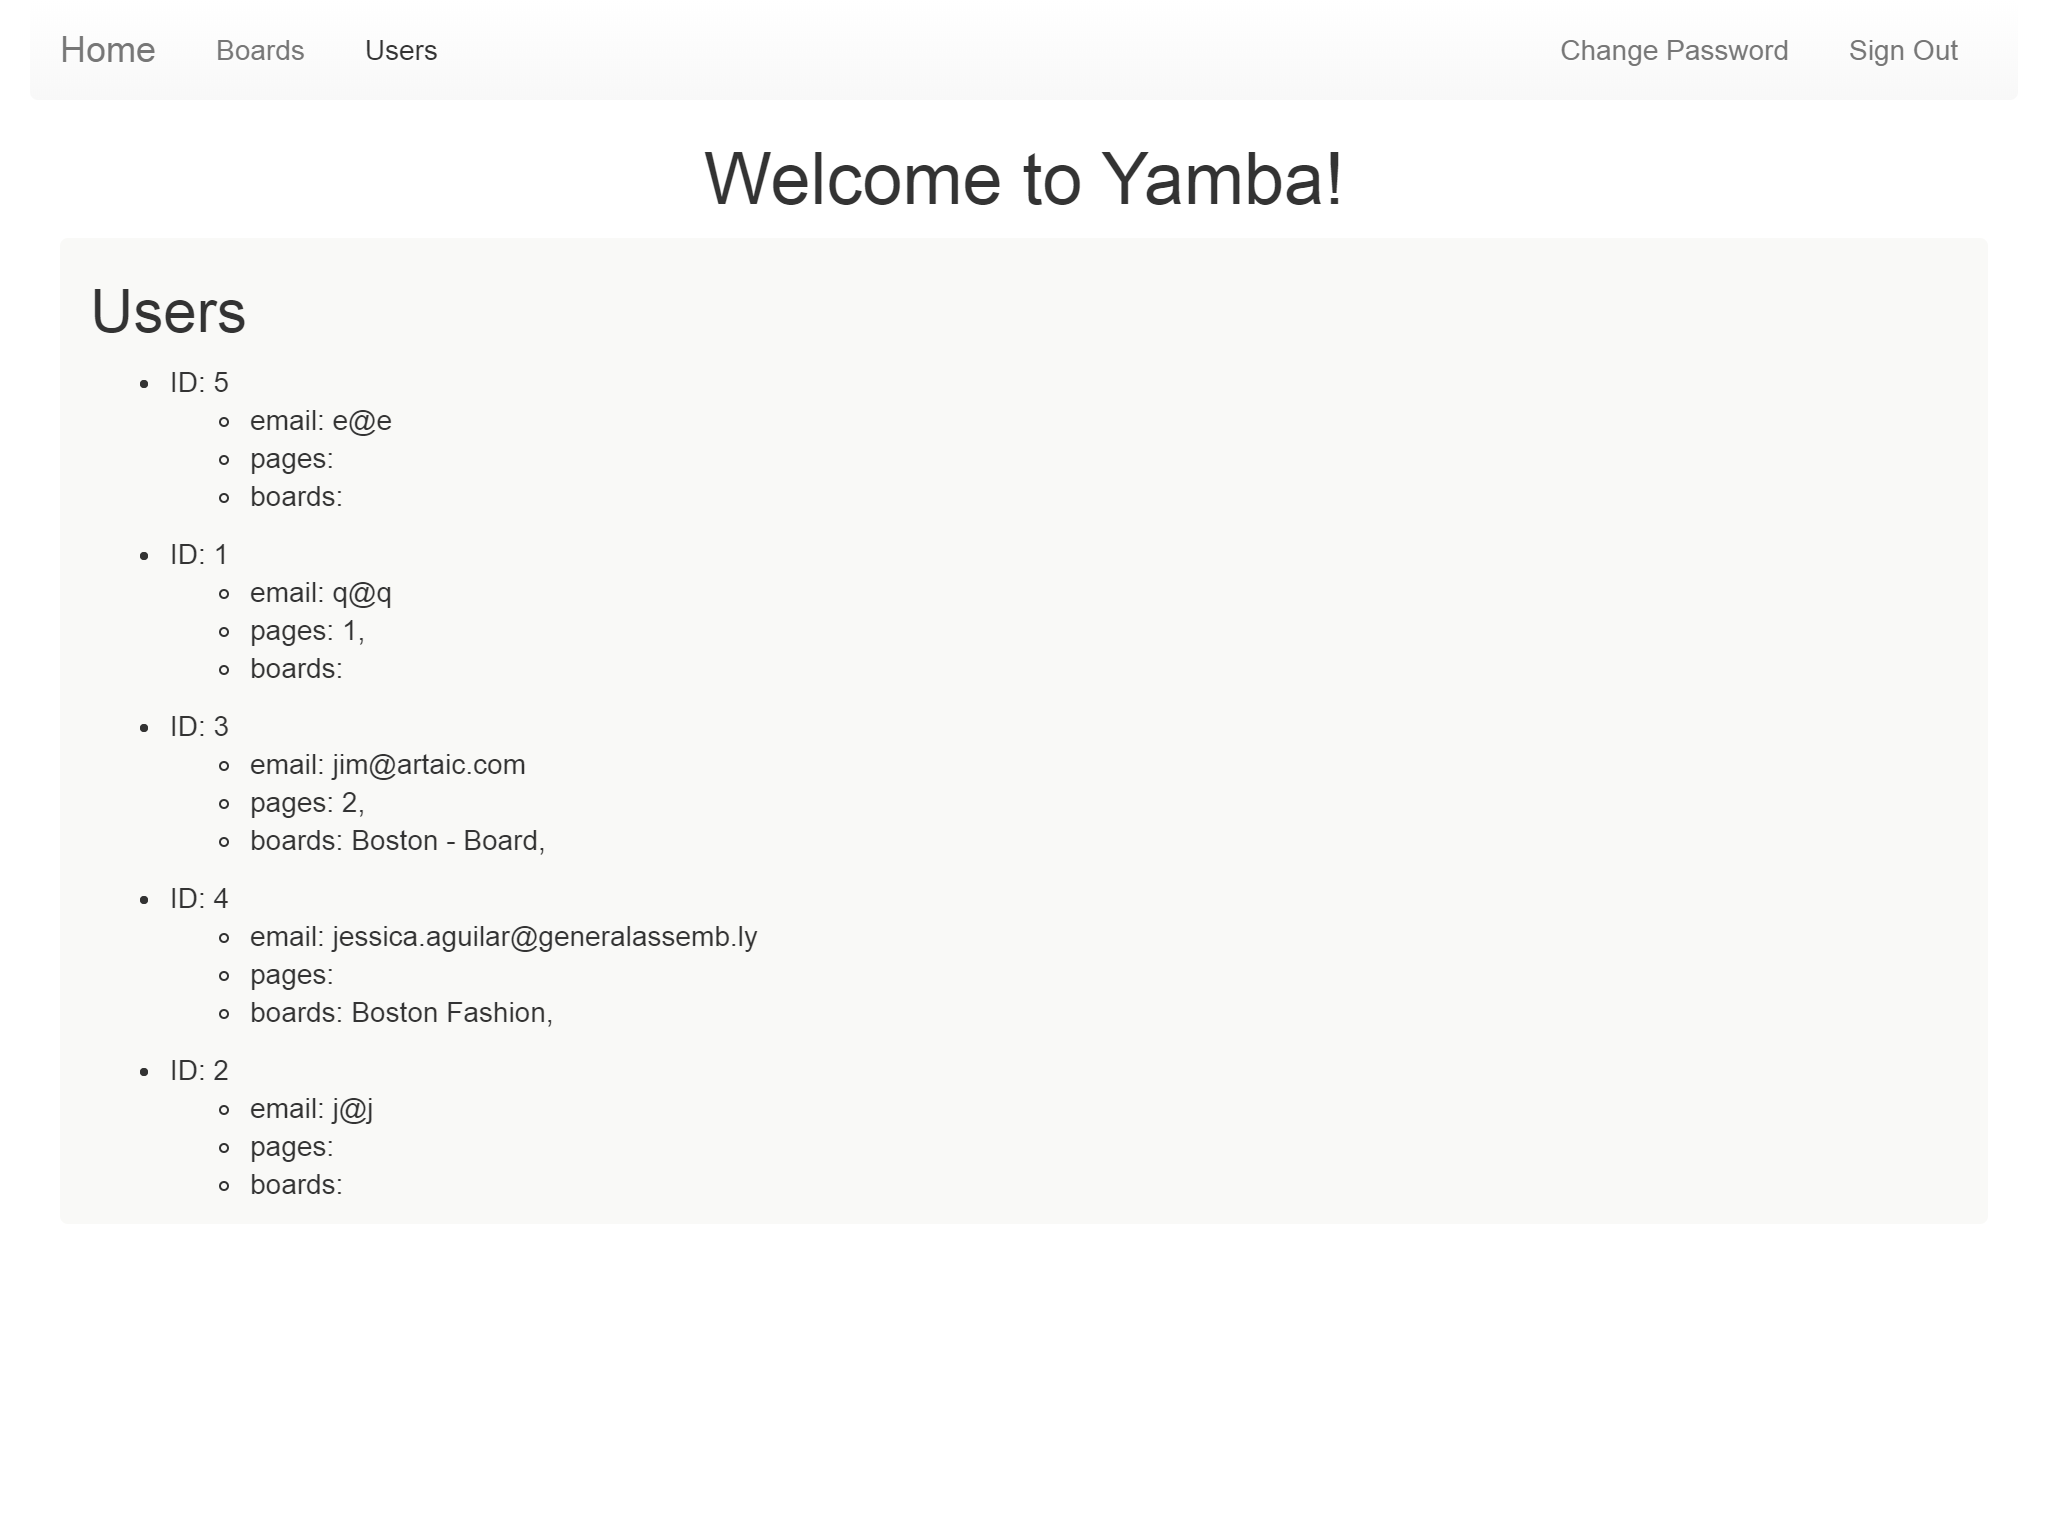 Home Boards Users Change Password Sign Out
Welcome to Yamba!
Users
ID: 5
email: e@e
pages:
boards:
ID: 1
email: q@q
pages: 1,
boards:
ID: 3
email: jim@artaic.com
pages: 2,
boards: Boston - Board,
ID: 4
email: jessica.aguilar@generalassemb.ly
pages:
boards: Boston Fashion,
ID: 2
email: j@j
pages:
boards: